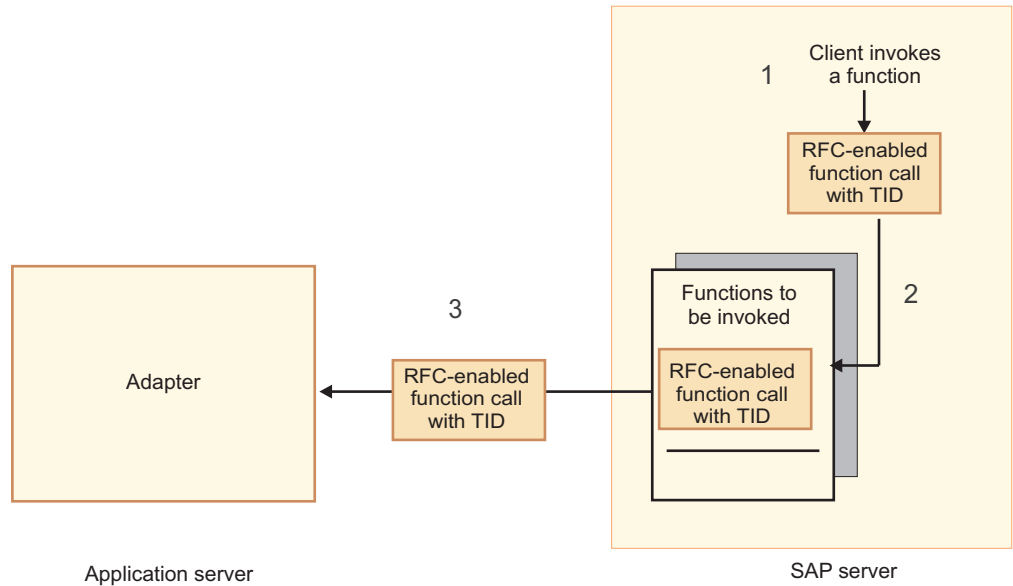 1
Client invokes
a function
RFC-enabled
function call
with TID
2
Functions to
be invoked
RFC-enabled
function call
with TID
3
RFC-enabled
function call
with TID
Adapter
Application server
SAP server